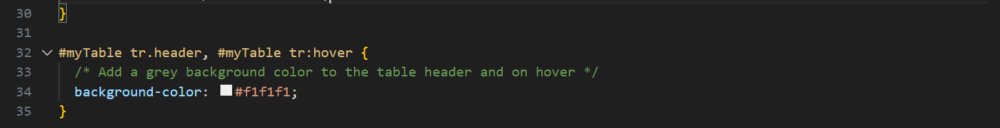 30 }
31
32 #myTable tr.header, #myTable tr:hover {
33 /* Add a grey background color to the table header and on hover */
34 background-color: #f1f1f1;
35 }